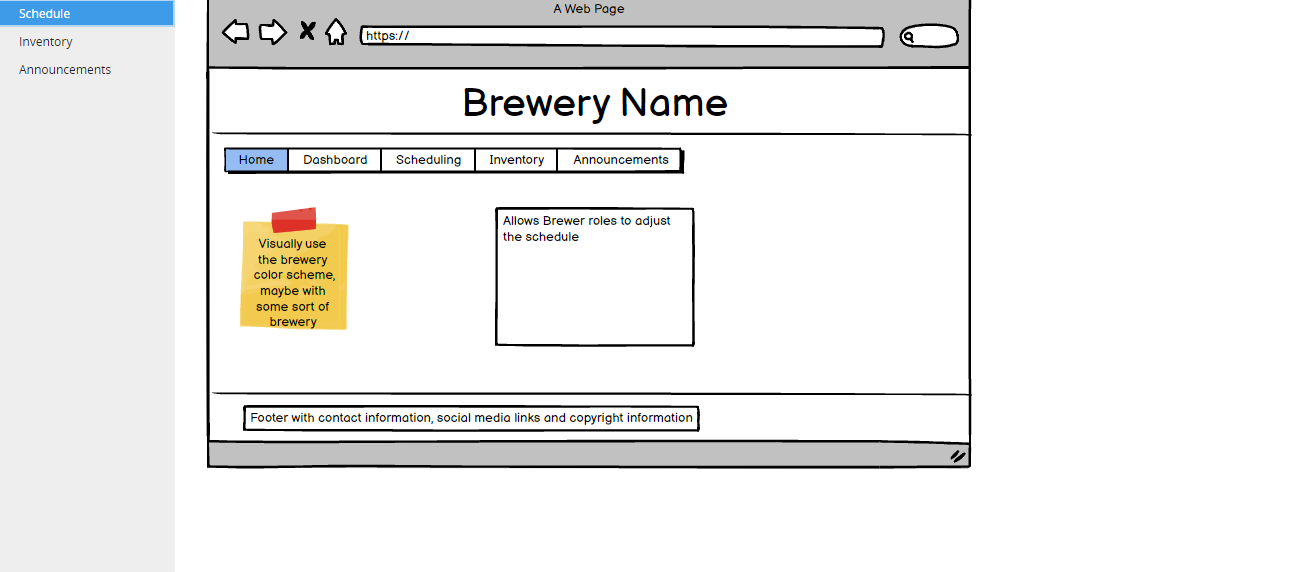 Schedule
Inventory
Announcements
A Web Page
https://
Brewery Name
Home Dashboard Scheduling Inventory Announcements
Visually use
the brewery
color scheme,
maybe with
some sort of
brewery
Allows Brewer roles to adjust
the schedule
Footer with contact information, social media links and copyright information